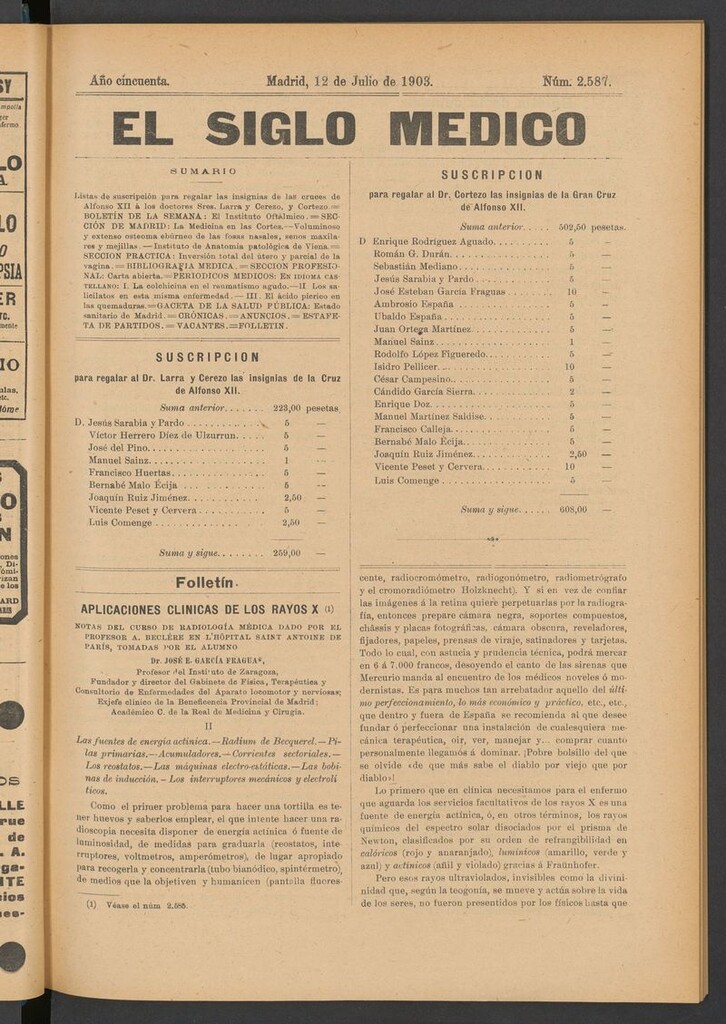 Año cincuenta. Madrid, 12 de Julio de 1903. Núm. 2.587.
EL SIGLO MEDICO
SUMARIO
Listas de suscripción para regalar las insignias de las cruces de
Alfonso XII á los doctores Sres. Larra y Cerezo, y Cortezo.=
BOLETÍN DE LA SEMANA: El Instituto Oftálmico.=SEC-
CIÓN DE MADRID: La Medicina en las Cortes.—Voluminoso
y extenso osteoma ebúrneo de las fosas nasales, senos maxila-
res y mejillas.—Instituto de Anatomía patológica de Viena.=
SECCION PRACTICA: Inversión total del útero y parcial de la
vagina.=BIBLIOGRAFIA MEDICA.=SECCION PROFESIO-
NAL: Carta abierta.=PERIODICOS MEDICOS: EN IDIOMA CAS-
TELLANO: I. La colchicina en el reumatismo agudo.—II Los sa-
licilatos en esta misma enfermedad.—III. El ácido pícrico en
las quemaduras.=GACETA DE LA SALUD PÚBLICA: Estado
sanitario de Madrid.=CRÓNICAS.=ANUNCIOS.=ESTAFE-
TA DE PARTIDOS.=VACANTES.=FOLLETIN.
SUSCRIPCION
para regalar al Dr. Larra y Cerezo las insignias de la Cruz
de Alfonso XII.
Suma anterior....... 223,00 pesetas
D. Jesús Sarabia y Pardo............. 5 —
Víctor Herrero Díez de Ulzurrun..... 5 —
José del Pino..................... 5 —
Manuel Sainz..................... 1 —
Francisco Huertas................. 5 —
Bernabé Malo Écija................ 5 —
Joaquín Ruiz Jiménez.............. 2,50 —
Vicente Peset y Cervera............ 5 —
Luis Comenge.................... 2,50 —
Suma y sigue........ 259,00 —
Folletín.
APLICACIONES CLINICAS DE LOS RAYOS X (1)
NOTAS DEL CURSO DE RADIOLOGÍA MÉDICA DADO POR EL
PROFESOR A. BECLÈRE EN L'HÔPITAL SAINT ANTOINE DE
PARÍS, TOMADAS POR EL ALUMNO
Dr. JOSÉ E. GARCÍA FRAGUAS,
Profesor del Instituto de Zaragoza,
Fundador y director del Gabinete de Física, Terapéutica y
Consultorio de Enfermedades del Aparato locomotor y nerviosas;
Exjefe clínico de la Beneficencia Provincial de Madrid;
Académico C. de la Real de Medicina y Cirugia.
II
Las fuentes de energía actínica.—Radium de Becquerel.—Pi-
las primarias.—Acumuladores.—Corrientes sectoriales.—
Los reostatos.—Las máquinas electro-estáticas.—Las bobi-
nas de inducción.—Los interruptores mecánicos y electrolí-
ticos.
Como el primer problema para hacer una tortilla es te-
ner huevos y saberlos emplear, el que intente hacer una ra-
dioscopia necesita disponer de energía actínica ó fuente de
luminosidad, de medidas para graduarla (reostatos, inte-
rruptores, voltmetros, amperómetros), de lugar apropiado
para recogerla y concentrarla (tubo bianódico, spintérmetro),
de medios que la objetiven y humanicen (pantalla fluores-
(1) Véase el núm 2.585.
SUSCRIPCION
para regalar al Dr. Cortezo las insignias de la Gran Cruz
de Alfonso XII.
Suma anterior..... 502,50 pesetas.
D Enrique Rodríguez Aguado.......... 5 –
Román G. Durán.................. 5 –
Sebastián Mediano................. 5 –
Jesús Sarabia y Pardo.............. 5 –
José Esteban García Fraguas......... 10 –
Ambrosio España................. 5 –
Ubaldo España.................... 5 –
Juan Ortega Martínez............... 5 –
Manuel Sainz..................... 1 –
Rodolfo López Figueredo............ 5 –
Isidro Pellicer.................... 10 –
César Campesino.................. 5 –
Cándido García Sierra.............. 2 –
Enrique Doz...................... 5 –
Manuel Martínez Saldise............ 5 –
Francisco Calleja.................. 5 –
Bernabé Malo Écija................ 5 –
Joaquín Ruiz Jiménez.............. 2,50 –
Vicente Peset y Cervera............ 10 –
Luis Comenge.................... 5 –
Suma y sigue...... 608,00 —
cente, radiocromómetro, radiogonómetro, radiometrógrafo
y el cromoradiómetro Holzknecht). Y si en vez de confiar
las imágenes á la retina quiere perpetuarlas por la radiogra-
fía, entonces prepare cámara negra, soportes compuestos,
châssis y placas fotográficas, cámara obscura, reveladores,
fijadores, papeles, prensas de viraje, satinadores y tarjetas.
Todo lo cual, con astucia y prudencia técnica, podrá mercar
en 6 á 7.000 francos, desoyendo el canto de las sirenas que
Mercurio manda al encuentro de los médicos noveles ó mo-
dernistas. Es para muchos tan arrebatador aquello del últi-
mo perfeccionamiento, lo más económico y práctico, etc., etc.,
que dentro y fuera de España se recomienda al que desee
fundar ó perfeccionar una instalación de cualesquiera me-
cánica terapéutica, oir, ver, manejar y... comprar cuanto
personalmente llegamós á dominar. ¡Pobre bolsillo del que
se olvide «de que más sabe el diablo por viejo que por
diablo»!
Lo primero que en clínica necesitamos para el enfermo
que aguarda los servicios facultativos de los rayos X es una
fuente de energía actínica, ó, en otros términos, los rayos
químicos del espectro solar disociados por el prisma de
Newton, clasificados por su orden de refrangibilidad en
calóricos (rojo y anaranjado), lumínicos (amarillo, verde y
azul) y actínicos (añil y violado) gracias á Fraünhofer.
Pero esos rayos ultraviolados, invisibles como la divini-
nidad que, según la teogonía, se mueve y actúa sobre la vida
de los seres, no fueron presentidos por los físicos hasta que